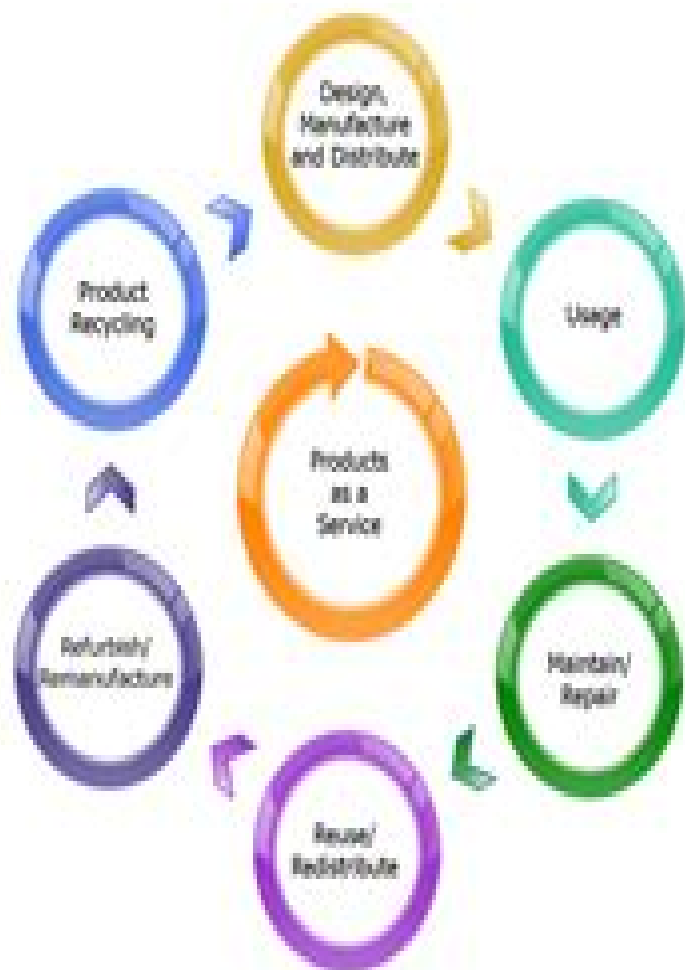 Design,
Manufacture
and Distribute
Usage
Maintain/
Repair
Reuse/
Redistribute
Refurbish/
Remanufacture
Product
Recycling
Products
as a
Service